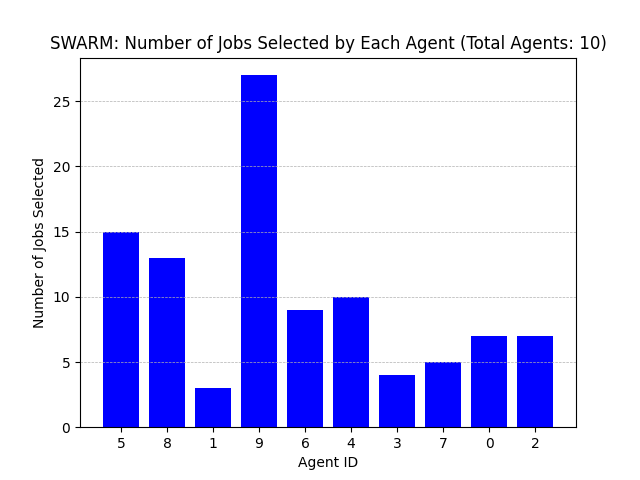 SWARM: Number of Jobs Selected by Each Agent (Total Agents: 10)
Number of Jobs Selected
25
20
15
10
5
0
5 8 1 9 6 4 3 7 0 2
Agent ID